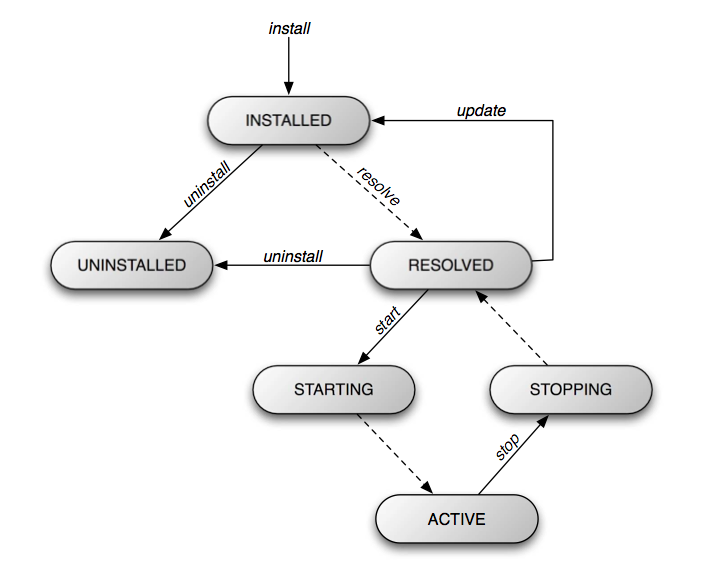 install
INSTALLED
update
uninstall
resolve
UNINSTALLED
uninstall
RESOLVED
start
STARTING
STOPPING
stop
ACTIVE